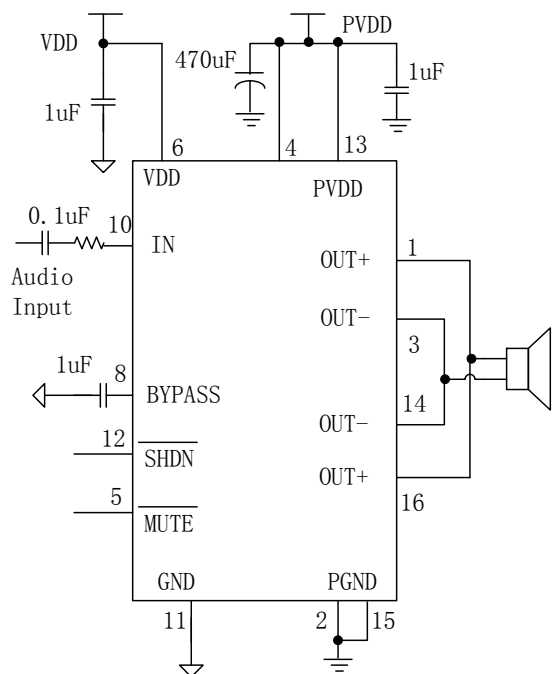 VDD
PVDD
470uF
1uF
1uF
6
4
13
VDD
PVDD
0.1uF
10
IN
Audio
Input
OUT+
1
OUT-
3
1uF
8
BYPASS
14
OUT-
12
SHDN
OUT+
16
5
MUTE
GND
PGND
11
2
15